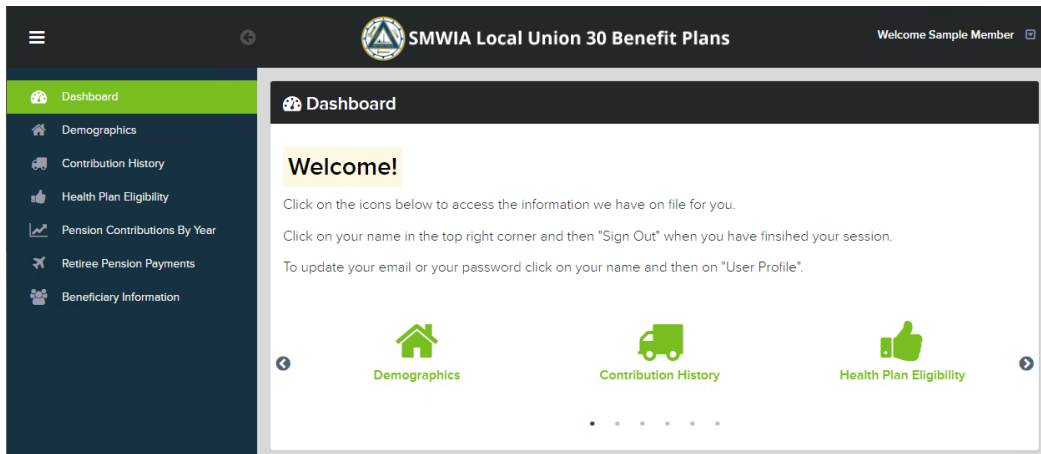 SMWIA Local Union 30 Benefit Plans
Welcome Sample Member
Dashboard
Demographics
Contribution History
Health Plan Eligibility
Pension Contributions By Year
Retiree Pension Payments
Beneficiary Information
Dashboard
Welcome!
Click on the icons below to access the information we have on file for you.
Click on your name in the top right corner and then "Sign Out" when you have finsihed your session.
To update your email or your password click on your name and then on "User Profile".
Demographics
Contribution History
Health Plan Eligibility